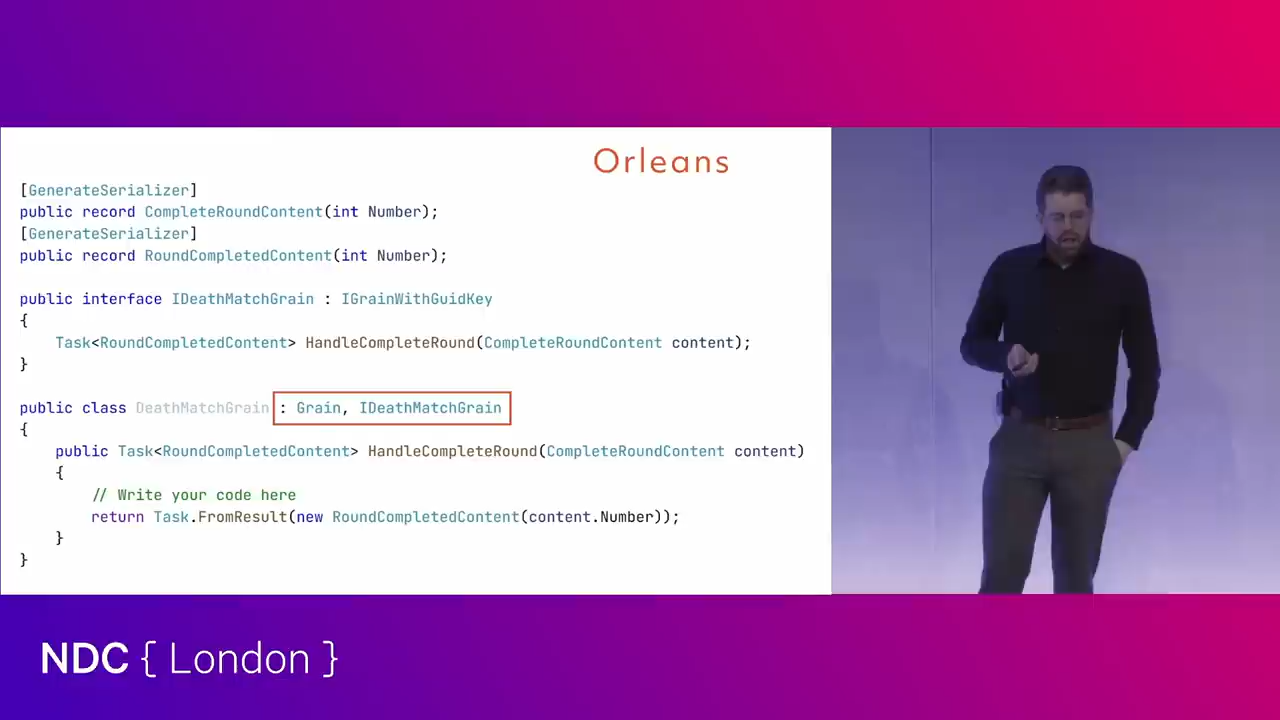 Orleans
[GenerateSerializer]
public record CompleteRoundContent(int Number);
[GenerateSerializer]
public record RoundCompletedContent(int Number);
public interface IDeathMatchGrain : IGrainWithGuidKey
{
    Task<RoundCompletedContent> HandleCompleteRound(CompleteRoundContent content);
}
public class DeathMatchGrain : Grain, IDeathMatchGrain
{
    public Task<RoundCompletedContent> HandleCompleteRound(CompleteRoundContent content)
    {
        // Write your code here
        return Task.FromResult(new RoundCompletedContent(content.Number));
    }
}
NDC { London }